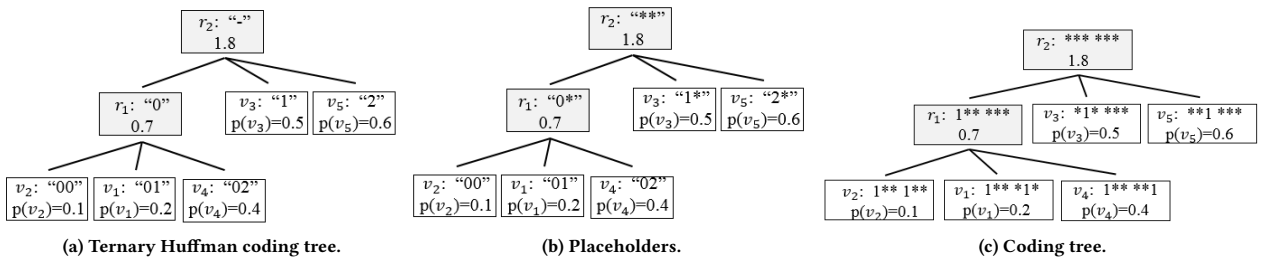 r₂: “-”
1.8
r₁: “0”
0.7
v₃: “1”
p(v₃)=0.5
v₅: “2”
p(v₅)=0.6
v₂: “00”
p(v₂)=0.1
v₁: “01”
p(v₁)=0.2
v₄: “02”
p(v₄)=0.4
(a) Ternary Huffman coding tree.
r₂: “**”
1.8
r₁: “0*”
0.7
v₃: “1*”
p(v₃)=0.5
v₅: “2*”
p(v₅)=0.6
v₂: “00”
p(v₂)=0.1
v₁: “01”
p(v₁)=0.2
v₄: “02”
p(v₄)=0.4
(b) Placeholders.
r₂: *** ***
1.8
r₁: 1** ***
0.7
v₃: *1* ***
p(v₃)=0.5
v₅: **1 ***
p(v₅)=0.6
v₂: 1** 1**
p(v₂)=0.1
v₁: 1** *1*
p(v₁)=0.2
v₄: 1** **1
p(v₄)=0.4
(c) Coding tree.